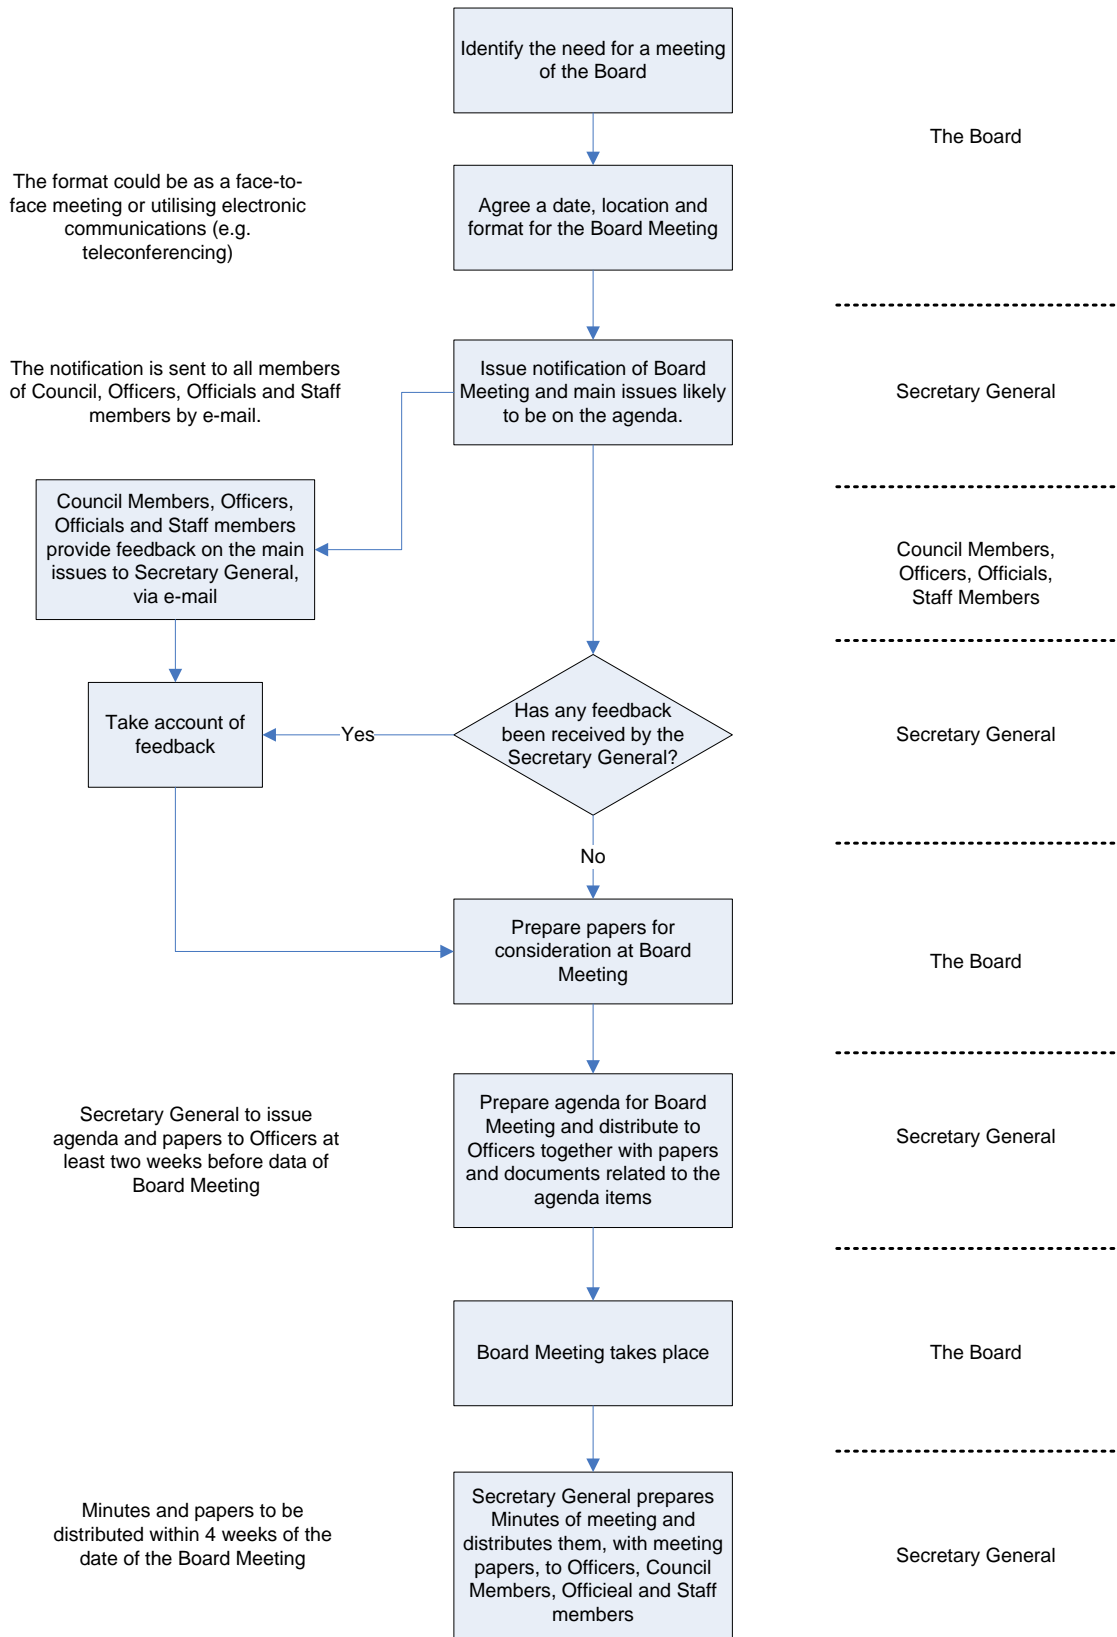 Identify the need for a meeting
of the Board
The Board
The format could be as a face-to-
face meeting or utilising electronic
communications (e.g.
teleconferencing)
Agree a date, location and
format for the Board Meeting
The notification is sent to all members
of Council, Officers, Officials and Staff
members by e-mail.
Issue notification of Board
Meeting and main issues likely
to be on the agenda.
Secretary General
Council Members, Officers,
Officials and Staff members
provide feedback on the main
issues to Secretary General,
via e-mail
Council Members,
Officers, Officials,
Staff Members
Take account of
feedback
Yes
Has any feedback
been received by the
Secretary General?
Secretary General
No
Prepare papers for
consideration at Board
Meeting
The Board
Secretary General to issue
agenda and papers to Officers at
least two weeks before data of
Board Meeting
Prepare agenda for Board
Meeting and distribute to
Officers together with papers
and documents related to the
agenda items
Secretary General
Board Meeting takes place
The Board
Minutes and papers to be
distributed within 4 weeks of the
date of the Board Meeting
Secretary General prepares
Minutes of meeting and
distributes them, with meeting
papers, to Officers, Council
Members, Officieal and Staff
members
Secretary General